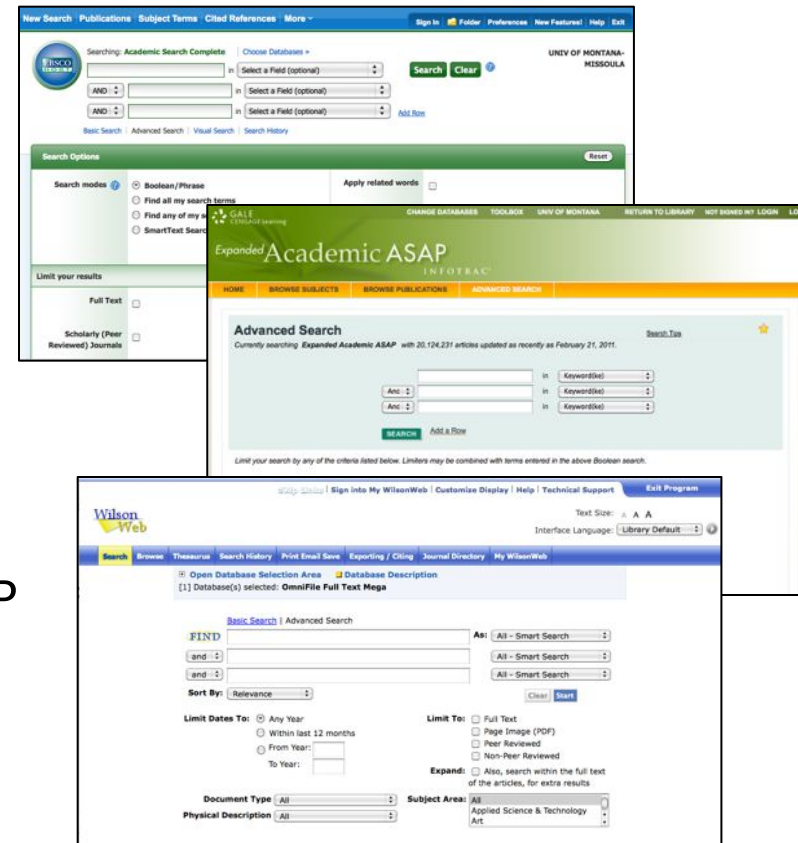 New Search Publications Subject Terms Cited References More
Sign In Folder Preferences New Features! Help Exit
EBSCO HOST
Searching: Academic Search Complete Choose Databases »
UNIV OF MONTANA-
MISSOULA
in Select a Field (optional) Search Clear
AND in Select a Field (optional)
AND in Select a Field (optional) Add Row
Basic Search Advanced Search Visual Search Search History
Search Options Reset
Search modes Boolean/Phrase Apply related words
Find all my search terms
Find any of my s
SmartText Searc
Limit your results
Full Text
Scholarly (Peer
Reviewed) Journals
GALE
CENGAGE Learning
CHANGE DATABASES TOOLBOX UNIV OF MONTANA RETURN TO LIBRARY NOT SIGNED IN? LOGIN LO
Expanded Academic ASAP
INFOTRAC
HOME BROWSE SUBJECTS BROWSE PUBLICATIONS ADVANCED SEARCH
Advanced Search Search Tips
Currently searching Expanded Academic ASAP with 20,124,231 articles updated as recently as February 21, 2011.
in Keyword(ke)
Anc in Keyword(ke)
Anc in Keyword(ke)
SEARCH Add a Row
Limit your search by any of the criteria listed below. Limiters may be combined with terms entered in the above Boolean search.
Sign into My WilsonWeb Customize Display Help Technical Support Exit Program
Wilson
Web
Text Size: A A A
Interface Language: Library Default
Search Browse Thesaurus Search History Print Email Save Exporting / Citing Journal Directory My WilsonWeb
Open Database Selection Area Database Description
[1] Database(s) selected: OmniFile Full Text Mega
Basic Search | Advanced Search
FIND As: All - Smart Search
and All - Smart Search
and All - Smart Search
Sort By: Relevance Clear Start
Limit Dates To: Any Year Limit To: Full Text
Within last 12 months Page Image (PDF)
From Year: Peer Reviewed
Non-Peer Reviewed
To Year:
Expand: Also, search within the full text
of the articles, for extra results
Document Type All Subject Area: All
Applied Science & Technology
Physical Description All Art
P